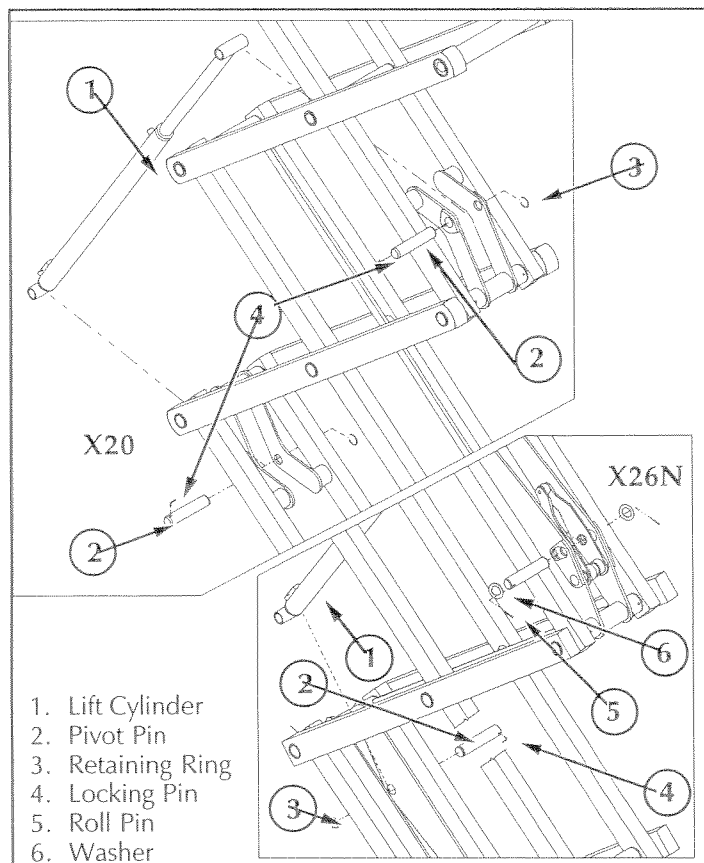 1
3
4
2
X20
X26N
2
1
6
2
5
4
3
1. Lift Cylinder
2. Pivot Pin
3. Retaining Ring
4. Locking Pin
5. Roll Pin
6. Washer